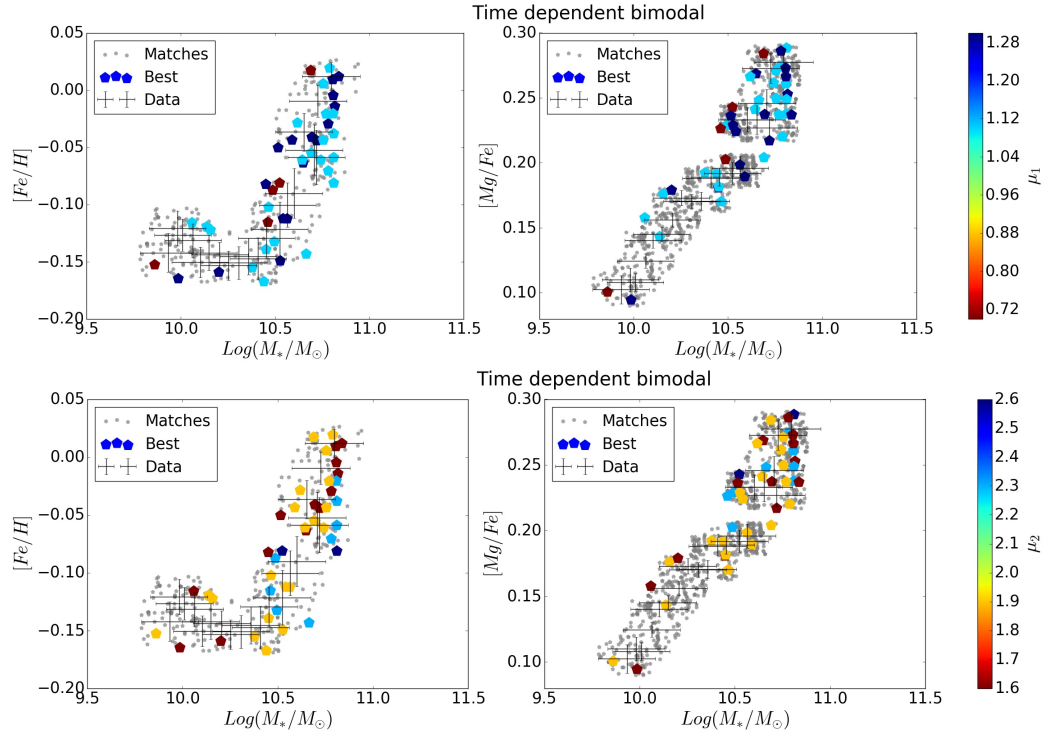 Time dependent bimodal
0.05
0.00
−0.05
−0.10
−0.15
−0.20
[Fe/H]
Matches
Best
Data
9.5 10.0 10.5 11.0 11.5
Log(M*/M⊙)
0.30
0.25
0.20
0.15
0.10
[Mg/Fe]
Matches
Best
Data
9.5 10.0 10.5 11.0 11.5
Log(M*/M⊙)
1.28
1.20
1.12
1.04
0.96
0.88
0.80
0.72
μ1
Time dependent bimodal
0.05
0.00
−0.05
−0.10
−0.15
−0.20
[Fe/H]
Matches
Best
Data
9.5 10.0 10.5 11.0 11.5
Log(M*/M⊙)
0.30
0.25
0.20
0.15
0.10
[Mg/Fe]
Matches
Best
Data
9.5 10.0 10.5 11.0 11.5
Log(M*/M⊙)
2.6
2.5
2.4
2.3
2.2
2.1
2.0
1.9
1.8
1.7
1.6
μ2